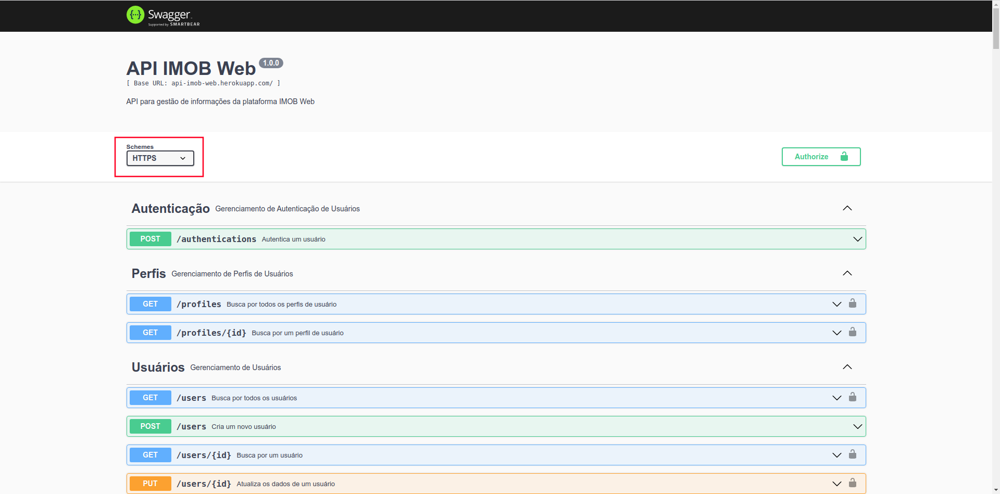 Swagger
Supported by SMARTBEAR
API IMOB Web 1.0.0
[ Base URL: api-imob-web.herokuapp.com/ ]
API para gestão de informações da plataforma IMOB Web
Schemes
HTTPS
Authorize
Autenticação Gerenciamento de Autenticação de Usuários
POST /authentications Autentica um usuário
Perfis Gerenciamento de Perfis de Usuários
GET /profiles Busca por todos os perfis de usuário
GET /profiles/{id} Busca por um perfil de usuário
Usuários Gerenciamento de Usuários
GET /users Busca por todos os usuários
POST /users Cria um novo usuário
GET /users/{id} Busca por um usuário
PUT /users/{id} Atualiza os dados de um usuário